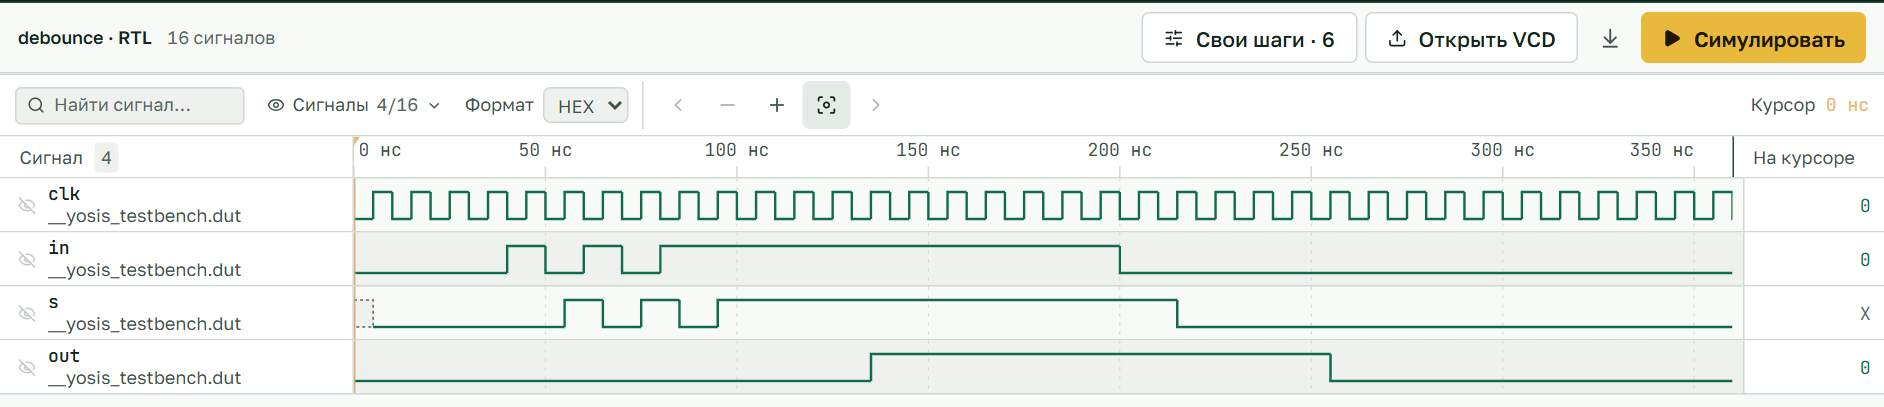 debounce · RTL 16 сигналов
Свои шаги · 6
Открыть VCD
Симулировать
Найти сигнал...
Сигналы 4/16
Формат HEX
Курсор 0 нс
Сигнал 4
0 нс 50 нс 100 нс 150 нс 200 нс 250 нс 300 нс 350 нс
На курсоре
clk
__yosis_testbench.dut
0
in
__yosis_testbench.dut
0
s
__yosis_testbench.dut
X
out
__yosis_testbench.dut
0